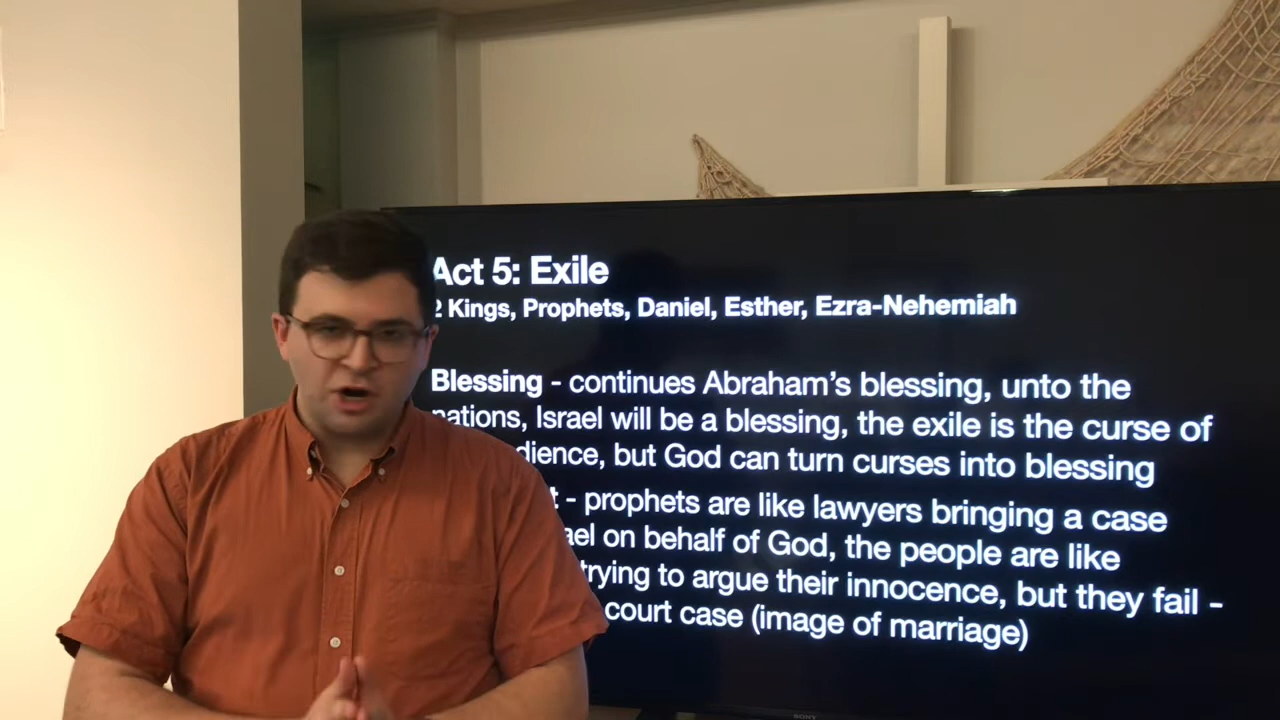 Act 5: Exile
2 Kings, Prophets, Daniel, Esther, Ezra-Nehemiah
Blessing - continues Abraham's blessing, unto the
nations, Israel will be a blessing, the exile is the curse of
dience, but God can turn curses into blessing
t - prophets are like lawyers bringing a case
ael on behalf of God, the people are like
trying to argue their innocence, but they fail -
court case (image of marriage)
SONY